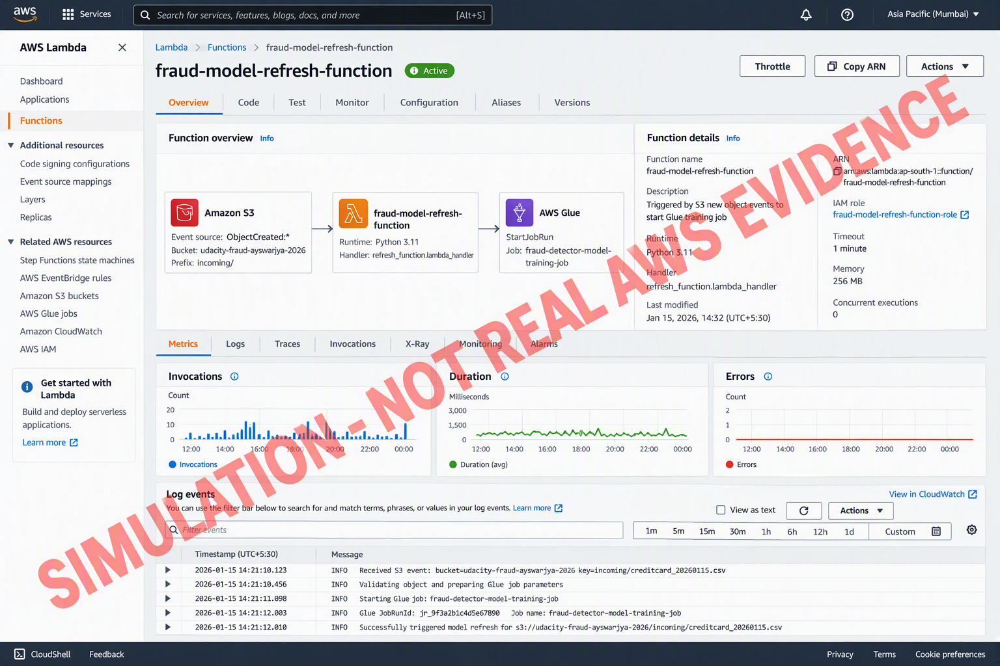 aws
Services
Search for services, features, blogs, docs, and more
[Alt+S]
Asia Pacific (Mumbai)
AWS Lambda
Dashboard
Applications
Functions
Additional resources
Code signing configurations
Event source mappings
Layers
Replicas
Related AWS resources
Step Functions state machines
AWS EventBridge rules
Amazon S3 buckets
AWS Glue jobs
Amazon CloudWatch
AWS IAM
Get started with
Lambda
Build and deploy serverless
applications.
Learn more
Lambda > Functions > fraud-model-refresh-function
fraud-model-refresh-function
Active
Throttle
Copy ARN
Actions
Overview
Code
Test
Monitor
Configuration
Aliases
Versions
Function overview Info
Amazon S3
Event source: ObjectCreated:*
Bucket: udacity-fraud-ayswarjya-2026
Prefix: incoming/
fraud-model-refresh-
function
Runtime: Python 3.11
Handler: refresh_function.lambda_handler
AWS Glue
StartJobRun
Job: fraud-detector-model-
training-job
Function details Info
Function name
fraud-model-refresh-function
Description
Triggered by S3 new object events to
start Glue training job
Runtime
Python 3.11
Handler
refresh_function.lambda_handler
Last modified
Jan 15, 2026, 14:32 (UTC+5:30)
ARN
arn:aws:lambda:ap-south-1::function/
fraud-model-refresh-function
IAM role
fraud-model-refresh-function-role
Timeout
1 minute
Memory
256 MB
Concurrent executions
0
Metrics
Logs
Traces
Invocations
X-Ray
Monitoring
Alarms
Invocations
Count
20
10
0
12:00 14:00 16:00 18:00 20:00 22:00 00:00
Invocations
Duration
Milliseconds
3,000
1,500
0
12:00 14:00 16:00 18:00 20:00 22:00 00:00
Duration (avg)
Errors
Count
2
1
0
12:00 14:00 16:00 18:00 20:00 22:00 00:00
Errors
Log events
You can use the filter bar below to search for and match terms, phrases, or values in your log events. Learn more
View in CloudWatch
View as text
Actions
Filter events
1m 5m 15m 30m 1h 6h 12h 1d Custom
Timestamp (UTC+5:30) Message
2026-01-15 14:21:10.123 INFO Received S3 event: bucket=udacity-fraud-ayswarjya-2026 key=incoming/creditcard_20260115.csv
2026-01-15 14:21:10.456 INFO Validating object and preparing Glue job parameters
2026-01-15 14:21:11.098 INFO Starting Glue job: fraud-detector-model-training-job
2026-01-15 14:21:12.003 INFO Glue JobRunId: jr_9f3a2b1c4d5e67890 Job name: fraud-detector-model-training-job
2026-01-15 14:21:12.010 INFO Successfully triggered model refresh for s3://udacity-fraud-ayswarjya-2026/incoming/creditcard_20260115.csv
SIMULATION - NOT REAL AWS EVIDENCE
CloudShell
Feedback
Privacy
Terms
Cookie preferences